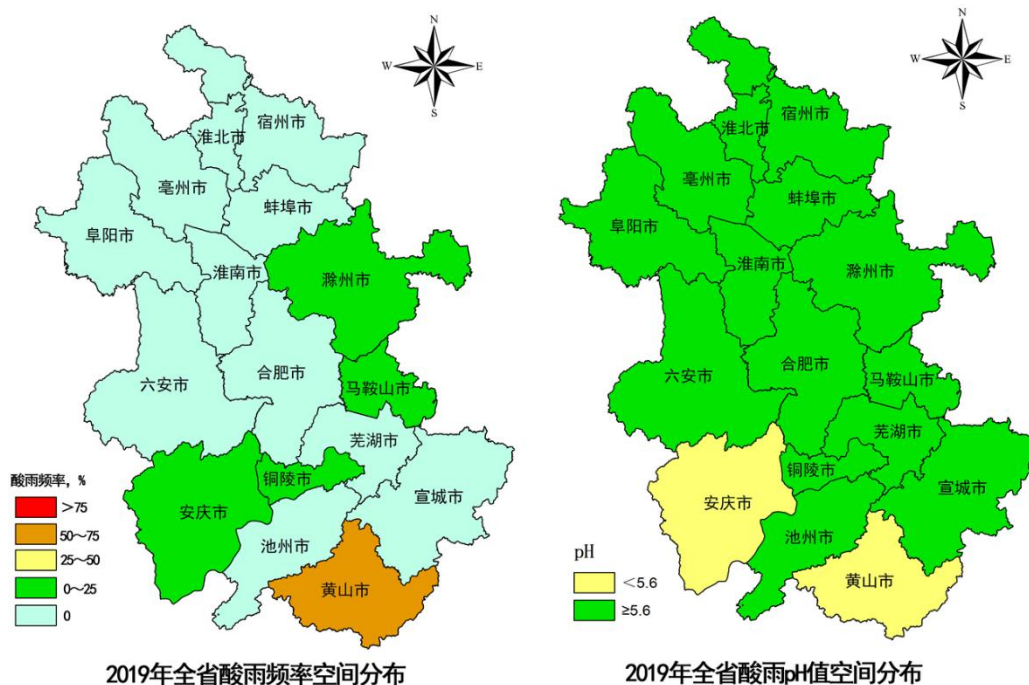 N
W
E
S
宿州市
淮北市
亳州市
蚌埠市
阜阳市
淮南市
滁州市
六安市
合肥市
马鞍山市
芜湖市
铜陵市
宣城市
安庆市
池州市
黄山市
酸雨频率，%
>75
50～75
25～50
0～25
0
2019年全省酸雨频率空间分布
N
W
E
S
宿州市
淮北市
亳州市
蚌埠市
阜阳市
淮南市
滁州市
六安市
合肥市
马鞍山市
芜湖市
铜陵市
宣城市
安庆市
池州市
黄山市
pH
<5.6
≥5.6
2019年全省酸雨pH值空间分布